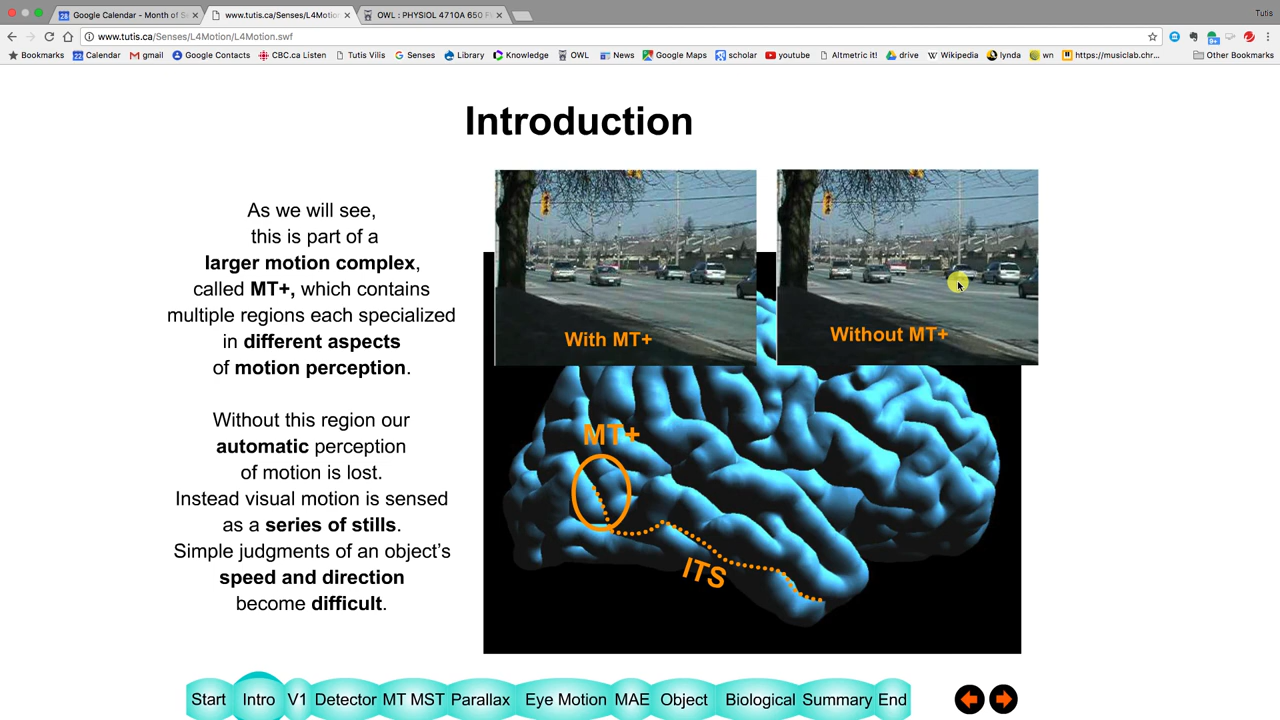 Google Calendar - Month of S
www.tutis.ca/Senses/L4Motio
OWL : PHYSIOL 4710A 650 F
Tutis
www.tutis.ca/Senses/L4Motion/L4Motion.swf
Bookmarks Calendar gmail Google Contacts CBC.ca Listen Tutis Vilis Senses Library Knowledge OWL News Google Maps scholar youtube Altmetric it! drive Wikipedia lynda wn https://musiclab.chr... Other Bookmarks
Introduction
As we will see,
this is part of a
larger motion complex,
called MT+, which contains
multiple regions each specialized
in different aspects
of motion perception.
Without this region our
automatic perception
of motion is lost.
Instead visual motion is sensed
as a series of stills.
Simple judgments of an object's
speed and direction
become difficult.
With MT+
Without MT+
MT+
ITS
Start Intro V1 Detector MT MST Parallax Eye Motion MAE Object Biological Summary End